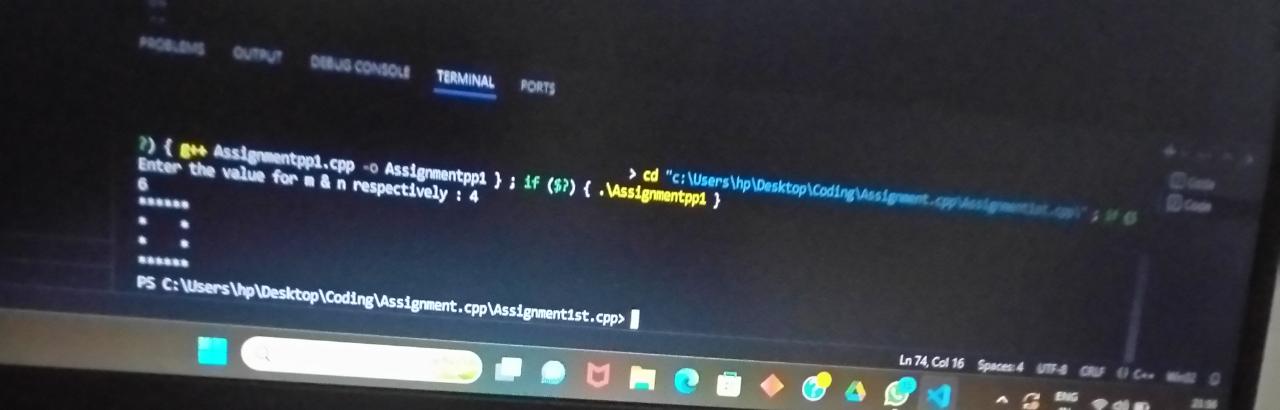 PROBLEMS OUTPUT DEBUG CONSOLE TERMINAL PORTS
> cd "c:\Users\hp\Desktop\Coding\Assignment.cpp\Assignment1st.cpp\" ; if ($
?) { g++ Assignmentpp1.cpp -o Assignmentpp1 } ; if ($?) { .\Assignmentpp1 }
Enter the value for m & n respectively : 4
6
******
*    *
*    *
******
PS C:\Users\hp\Desktop\Coding\Assignment.cpp\Assignment1st.cpp>
Code
Code
Ln 74, Col 16 Spaces: 4 UTF-8 CRLF {} C++ Win32
ENG